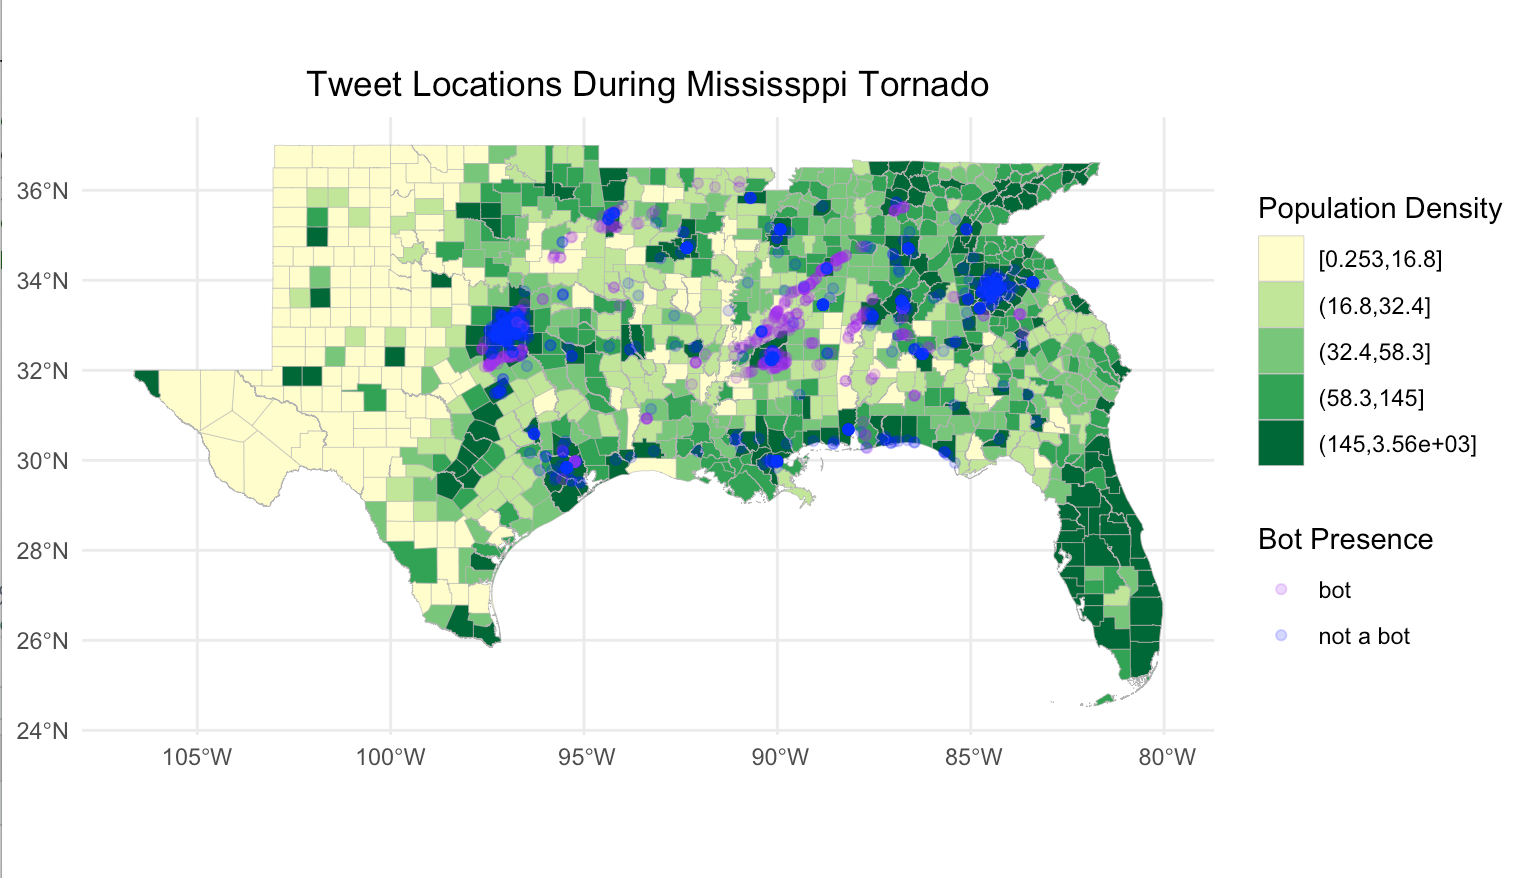 Tweet Locations During Mississppi Tornado
36°N
34°N
32°N
30°N
28°N
26°N
24°N
105°W
100°W
95°W
90°W
85°W
80°W
Population Density
[0.253,16.8]
(16.8,32.4]
(32.4,58.3]
(58.3,145]
(145,3.56e+03]
Bot Presence
bot
not a bot